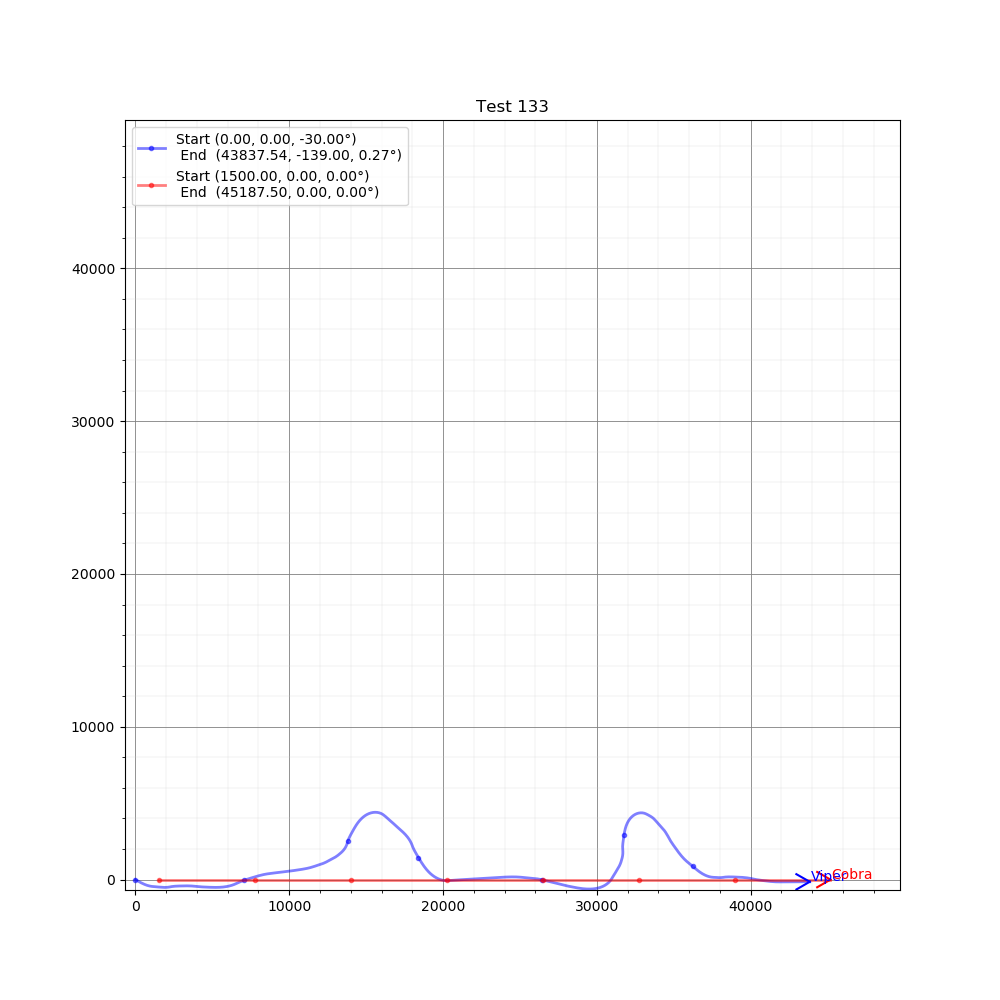 Test 133
Start (0.00, 0.00, -30.00°)
End  (43837.54, -139.00, 0.27°)
Start (1500.00, 0.00, 0.00°)
End  (45187.50, 0.00, 0.00°)
40000
30000
20000
10000
0
Viper
Cobra
0 10000 20000 30000 40000